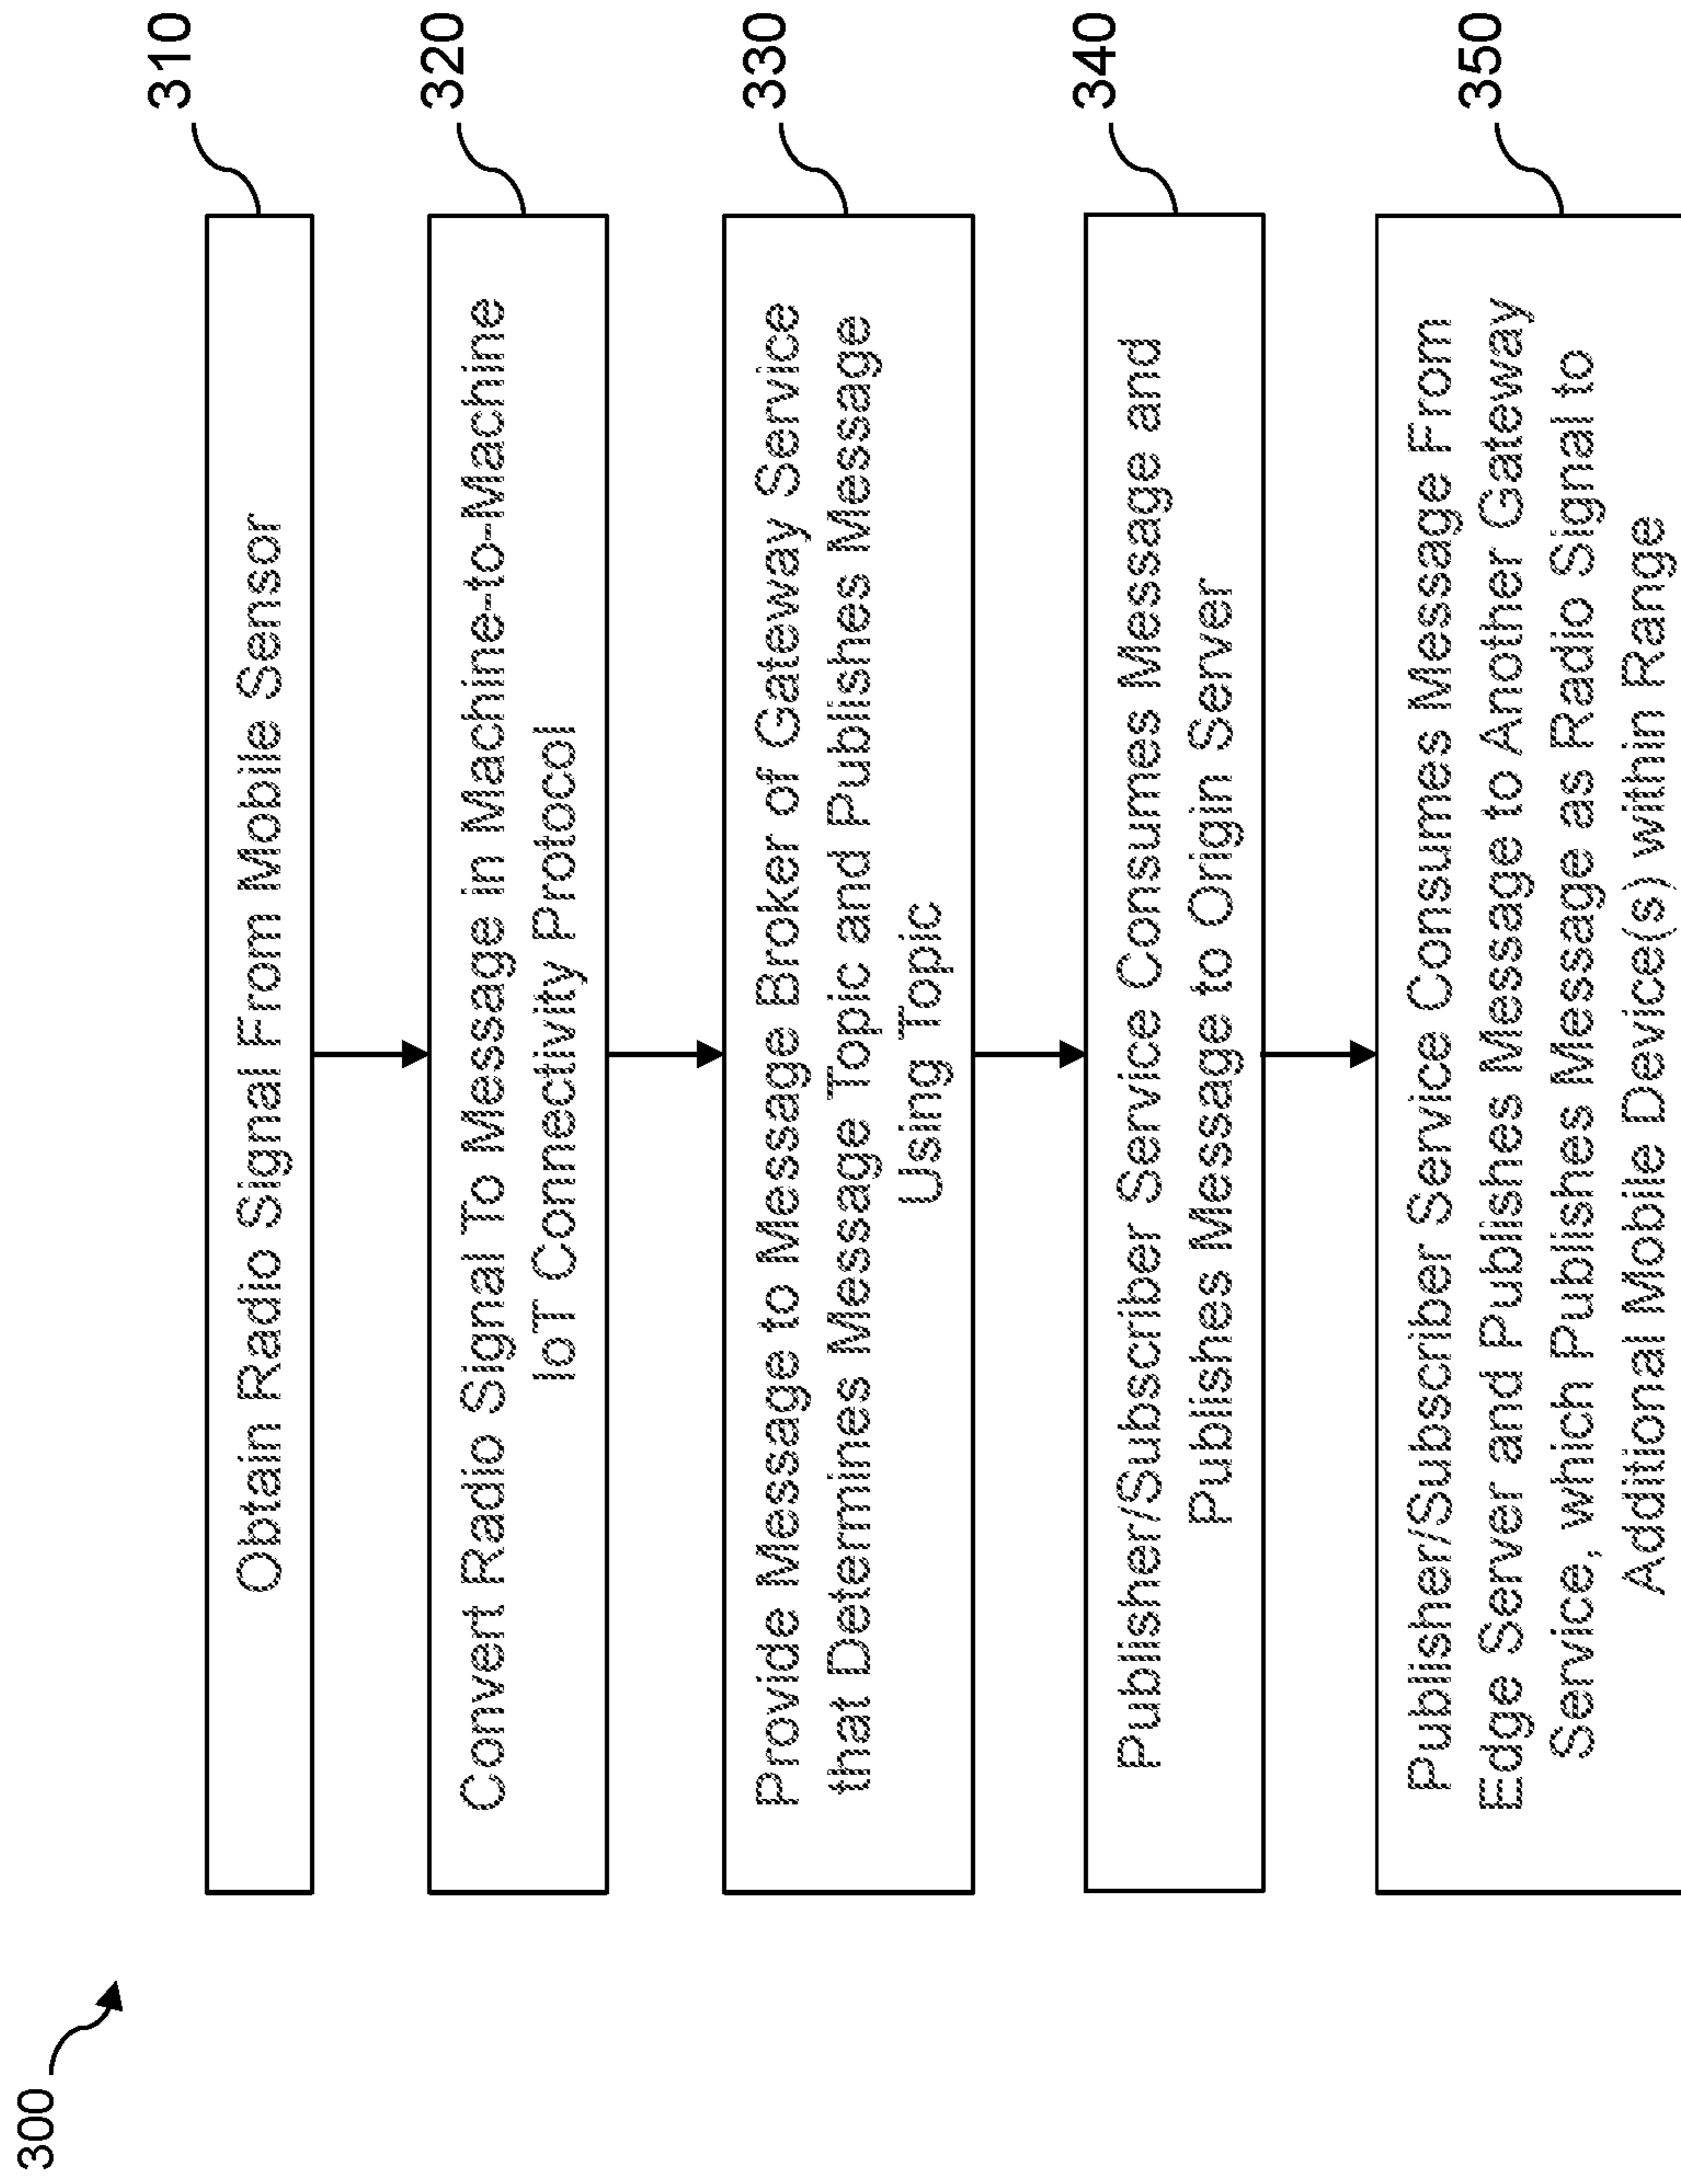 300
310
Obtain Radio Signal From Mobile Sensor
320
Convert Radio Signal To Message in Machine-to-Machine
IoT Connectivity Protocol
330
Provide Message to Message Broker of Gateway Service
that Determines Message Topic and Publishes Message
Using Topic
340
Publisher/Subscriber Service Consumes Message and
Publishes Message to Origin Server
350
Publisher/Subscriber Service Consumes Message From
Edge Server and Publishes Message to Another Gateway
Service, which Publishes Message as Radio Signal to
Additional Mobile Device(s) within Range